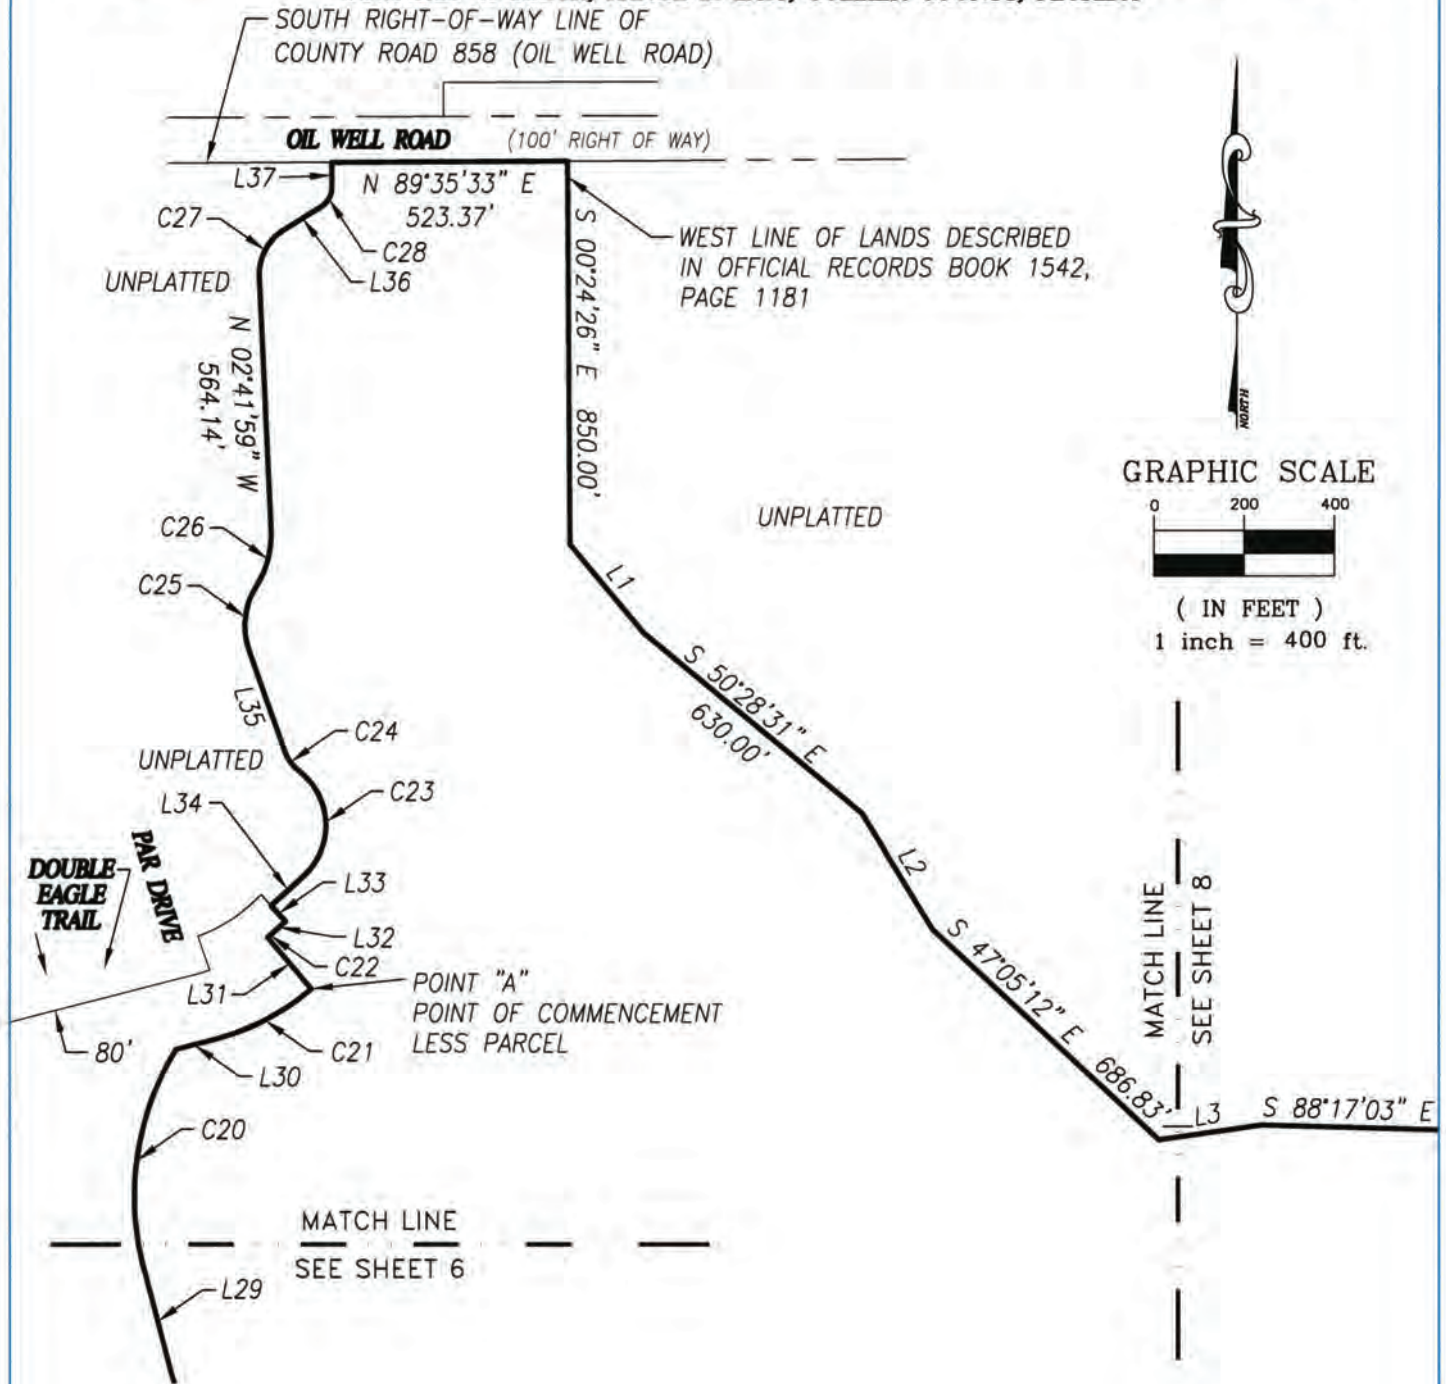 SOUTH RIGHT-OF-WAY LINE OF
COUNTY ROAD 858 (OIL WELL ROAD)
OIL WELL ROAD
(100' RIGHT OF WAY)
L37
N 89°35'33" E
523.37'
C27
C28
L36
UNPLATTED
S 00°24'26" E 850.00'
WEST LINE OF LANDS DESCRIBED
IN OFFICIAL RECORDS BOOK 1542,
PAGE 1181
N 02°41'59" W
564.14'
NORTH
GRAPHIC SCALE
0 200 400
( IN FEET )
1 inch = 400 ft.
UNPLATTED
C26
C25
L1
S 50°28'31" E
630.00'
L35
C24
UNPLATTED
C23
L34
PAR DRIVE
DOUBLE
EAGLE
TRAIL
L33
L32
C22
L31
L2
POINT "A"
POINT OF COMMENCEMENT
LESS PARCEL
S 47°05'12" E 686.83'
MATCH LINE
SEE SHEET 8
80'
C21
L30
L3
S 88°17'03" E
C20
MATCH LINE
SEE SHEET 6
L29